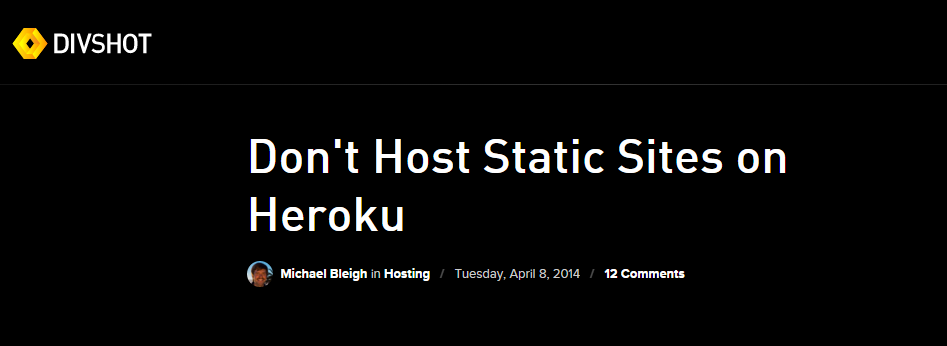 DIVSHOT
Don't Host Static Sites on
Heroku
Michael Bleigh in Hosting / Tuesday, April 8, 2014 / 12 Comments